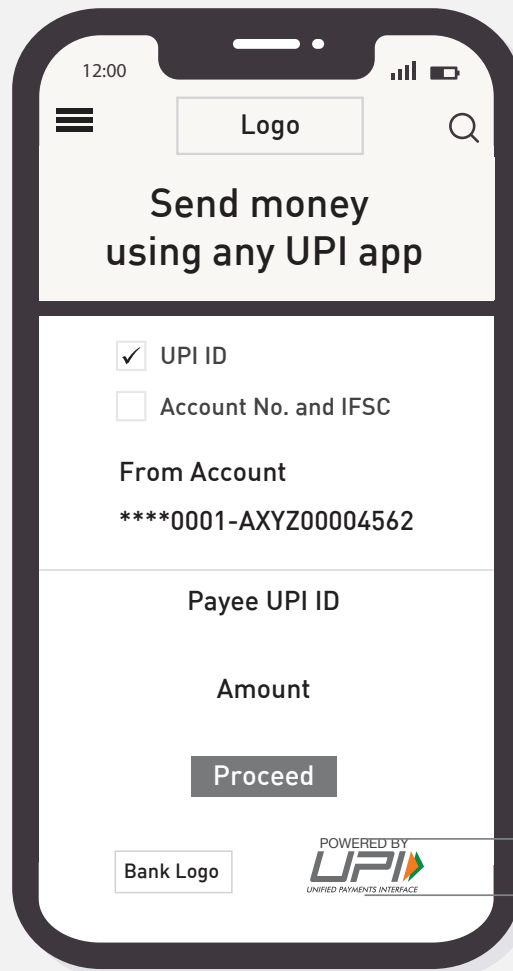 12:00
Logo
Send money
using any UPI app
✓ UPI ID
Account No. and IFSC
From Account
****0001-AXYZ00004562
Payee UPI ID
Amount
Proceed
Bank Logo
POWERED BY
UPI
UNIFIED PAYMENTS INTERFACE